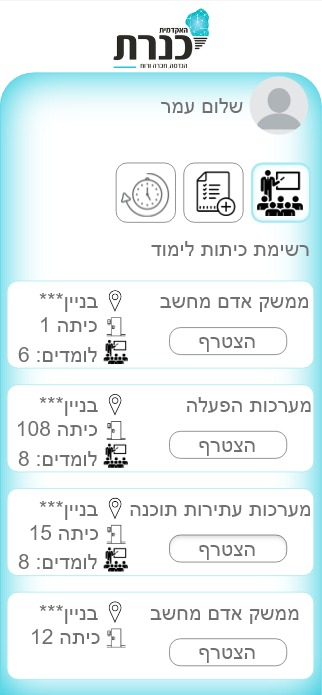 האקדמית
כנרת
הנדסה, חברה ורוח
שלום עמר
רשימת כיתות לימוד
ממשק אדם מחשב
בניין***
כיתה 1
לומדים: 6
הצטרף
מערכות הפעלה
בניין***
כיתה 108
לומדים: 8
הצטרף
מערכות עתירות תוכנה
בניין***
כיתה 15
לומדים: 8
הצטרף
ממשק אדם מחשב
בניין***
כיתה 12
הצטרף